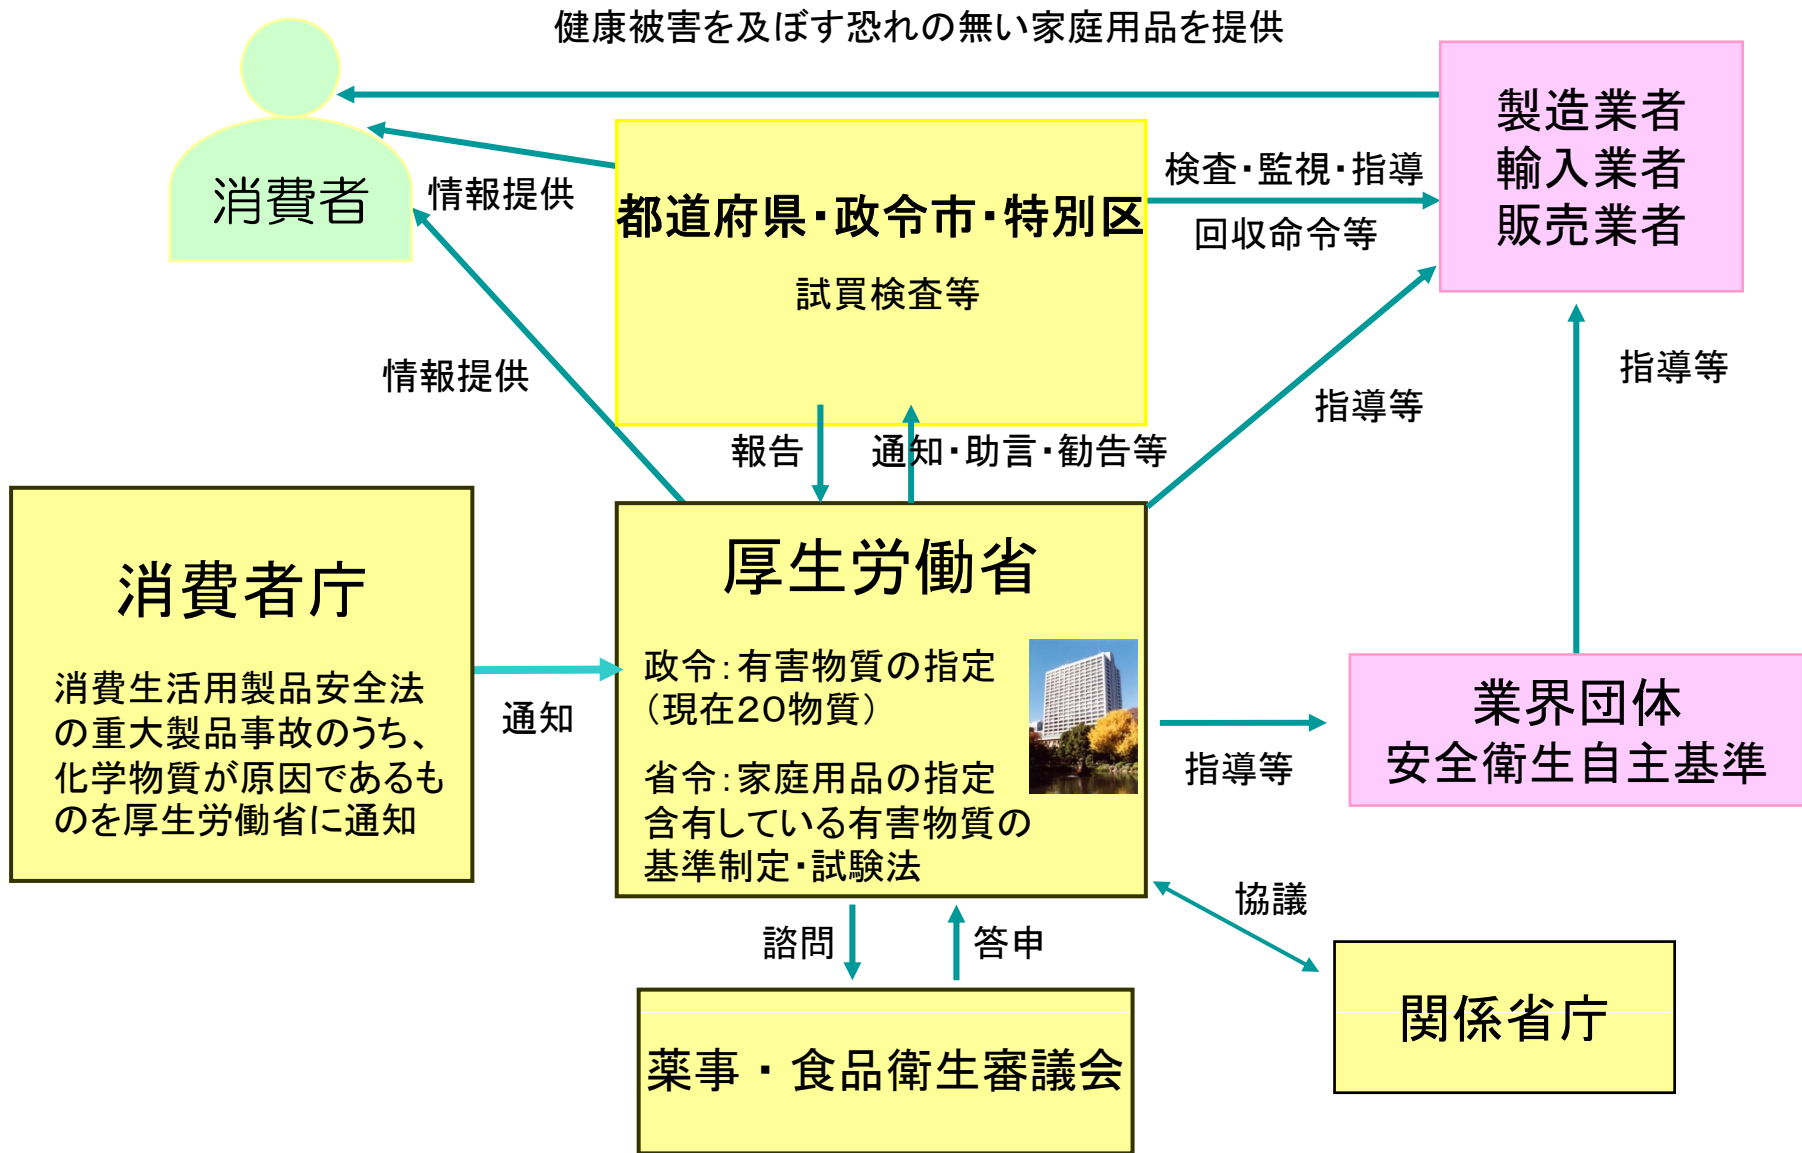 健康被害を及ぼす恐れの無い家庭用品を提供
消費者
情報提供
都道府県・政令市・特別区
試買検査等
検査・監視・指導
回収命令等
製造業者
輸入業者
販売業者
情報提供
報告
通知・助言・勧告等
指導等
指導等
消費者庁
消費生活用製品安全法
の重大製品事故のうち、
化学物質が原因であるも
のを厚生労働省に通知
通知
厚生労働省
政令：有害物質の指定
（現在２０物質）
省令：家庭用品の指定
含有している有害物質の
基準制定・試験法
指導等
業界団体
安全衛生自主基準
諮問
答申
協議
薬事・食品衛生審議会
関係省庁